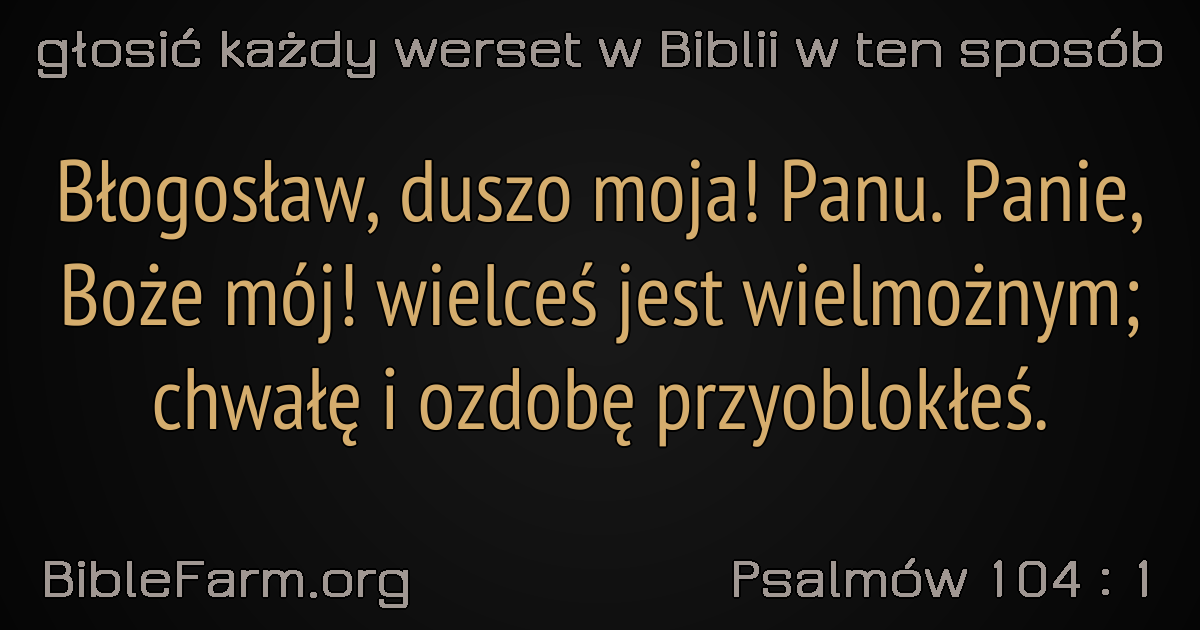 głosić każdy werset w Biblii w ten sposób
Błogosław, duszo moja! Panu. Panie,
Boże mój! wielceś jest wielmożnym;
chwałę i ozdobę przyoblokłeś.
BibleFarm.org
Psalmów 104 : 1